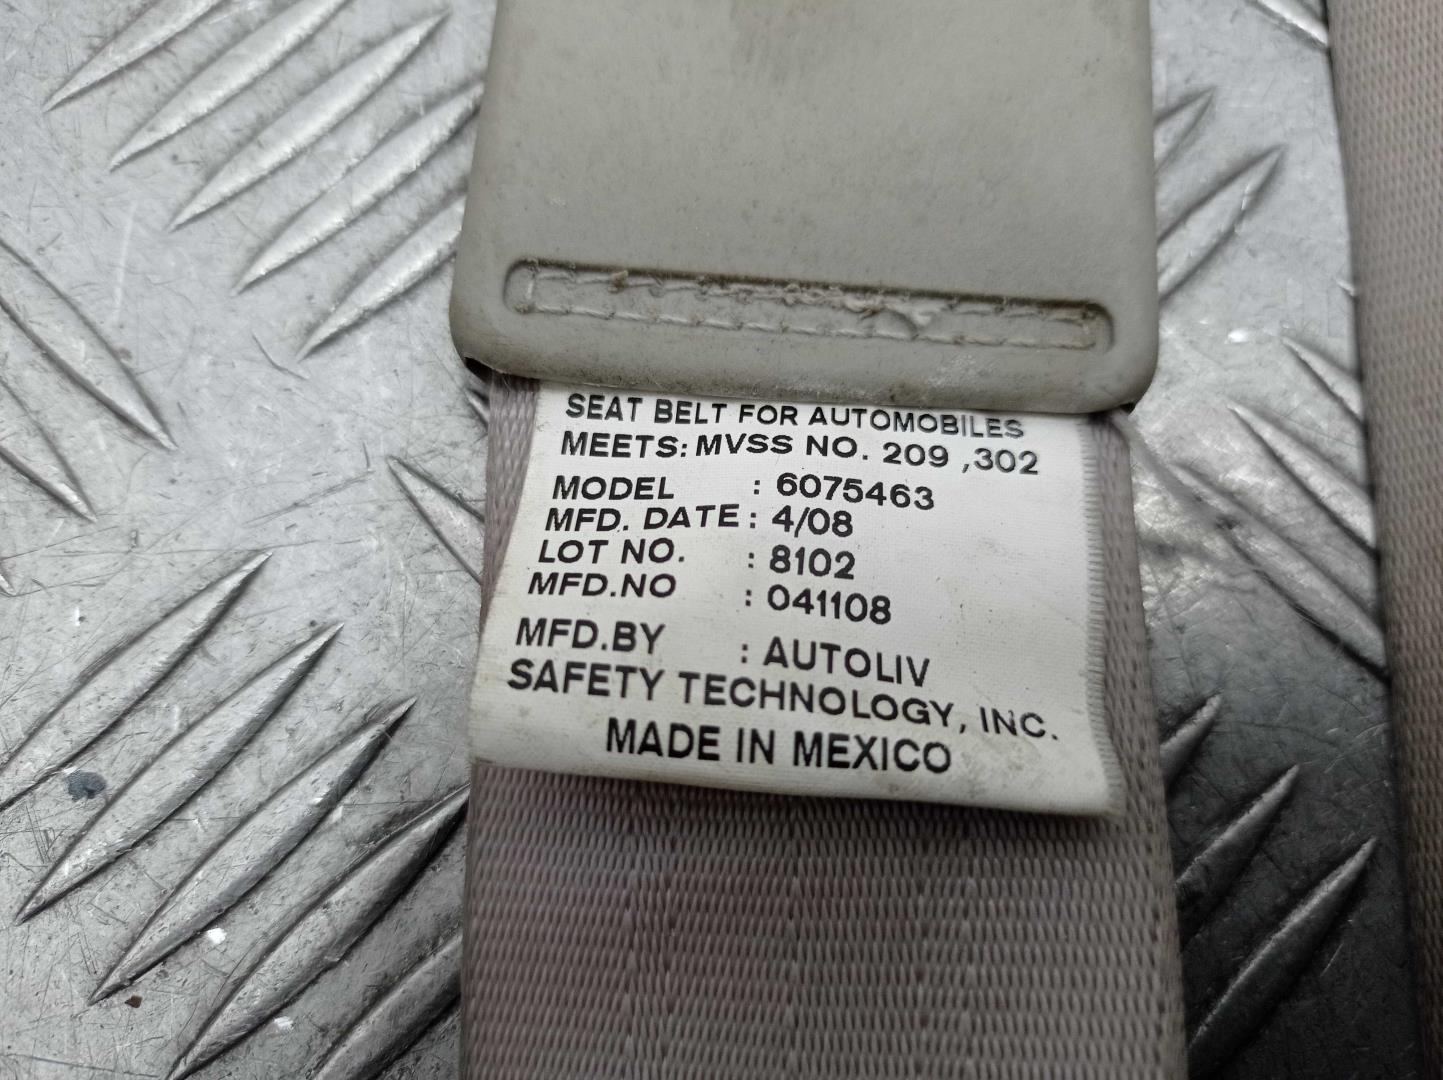 SEAT BELT FOR AUTOMOBILES
MEETS: MVSS NO. 209 ,302
MODEL : 6075463
MFD. DATE : 4/08
LOT NO. : 8102
MFD.NO : 041108
MFD.BY : AUTOLIV
SAFETY TECHNOLOGY, INC.
MADE IN MEXICO